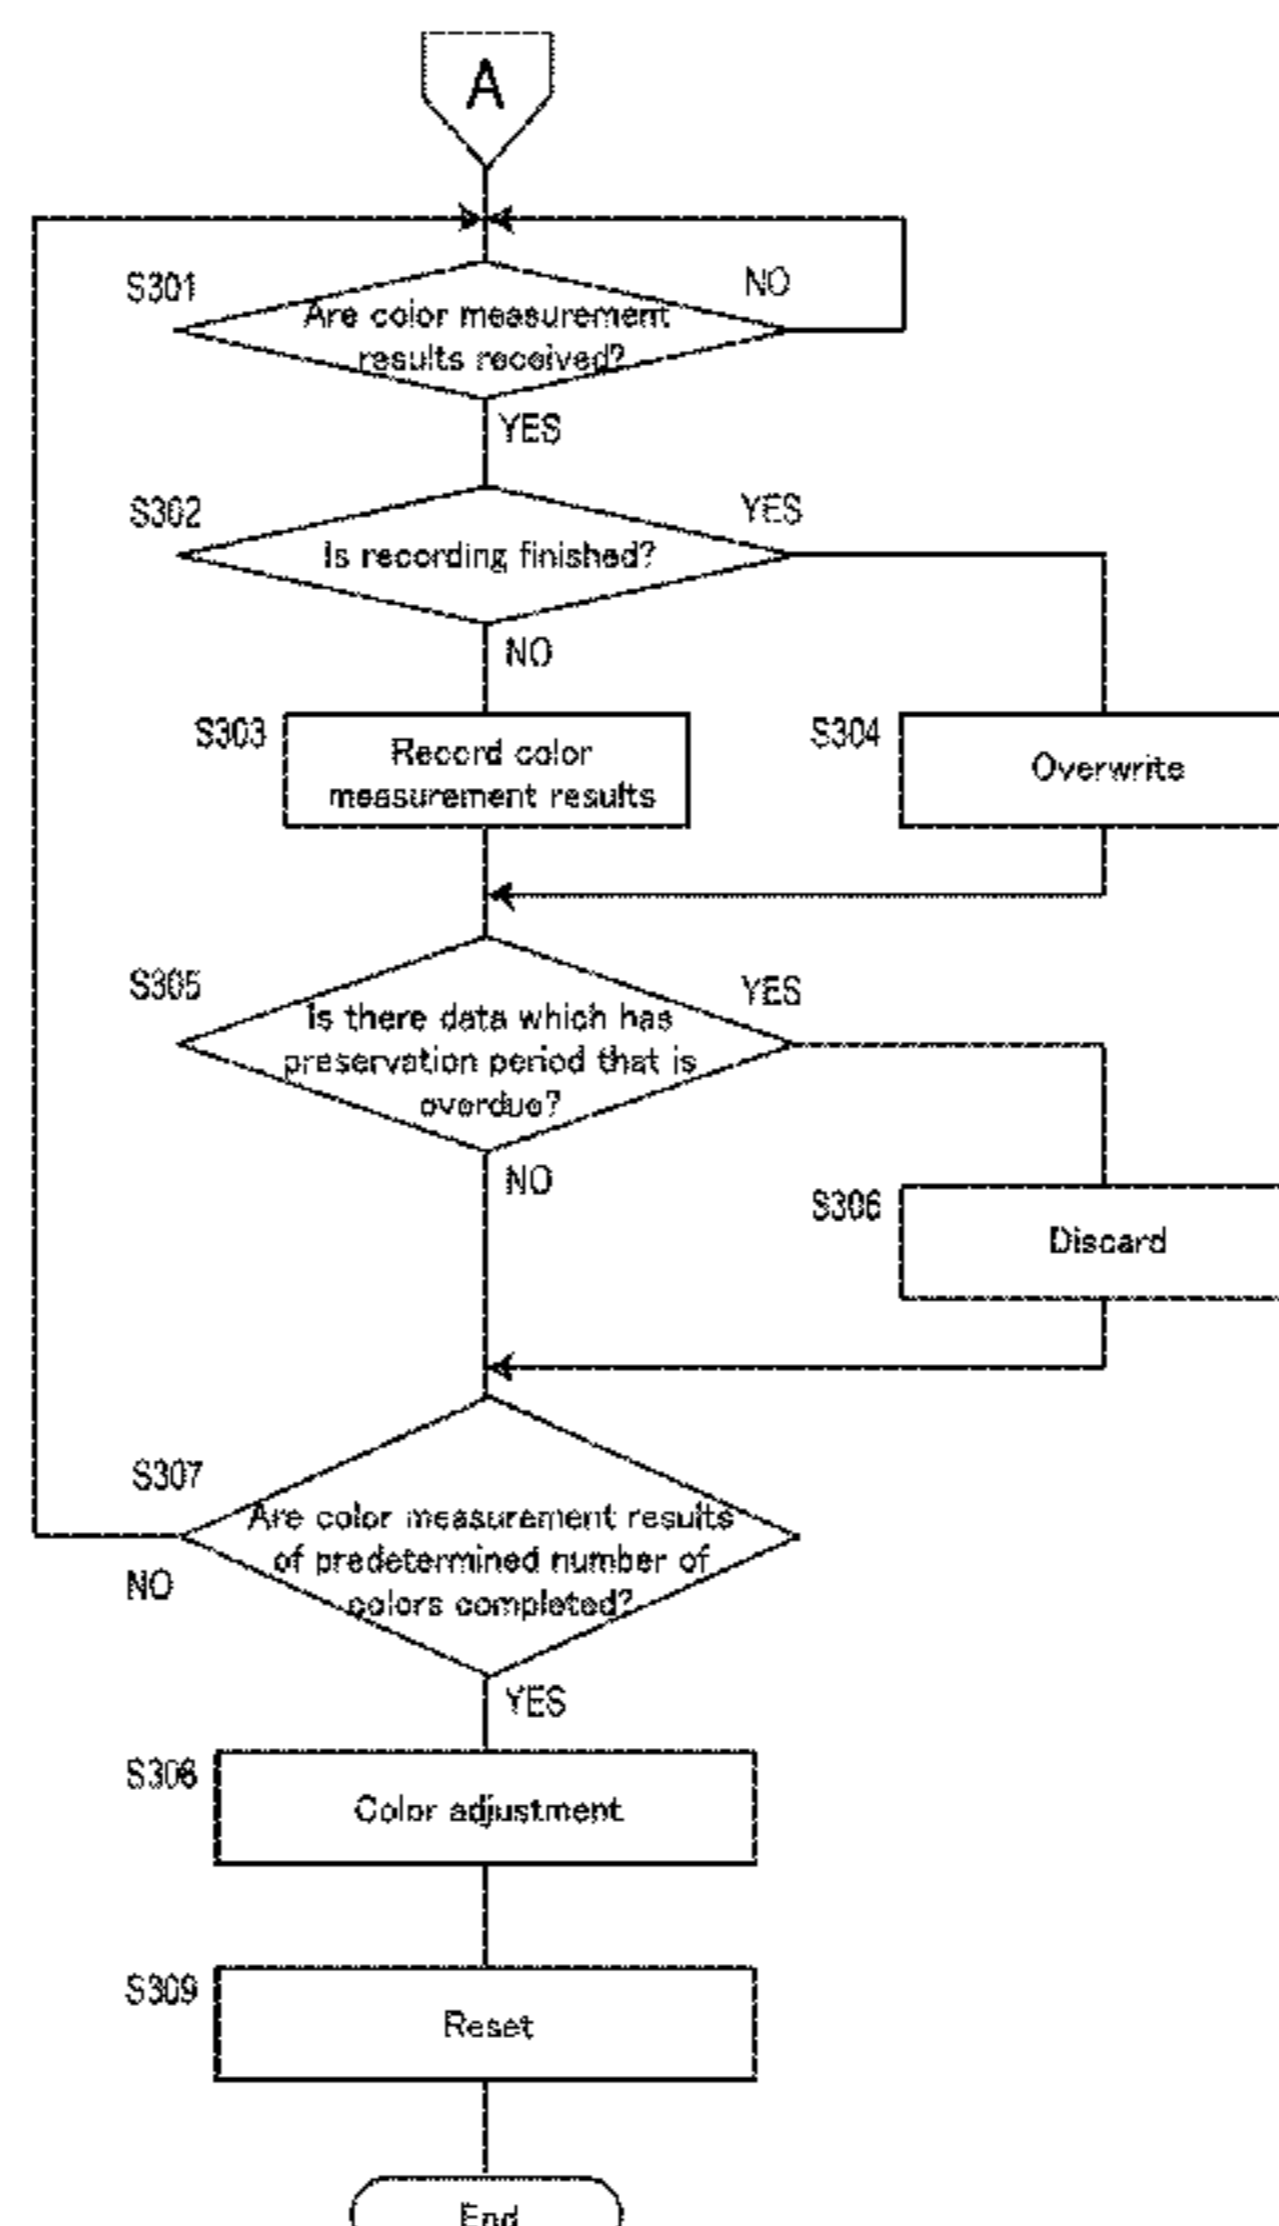 A
S301
NO
Are color measurement
results received?
YES
S302
YES
Is recording finished?
NO
S303
Record color
measurement results
S304
Overwrite
S305
YES
Is there data which has
preservation period that is
overdue?
NO
S306
Discard
S307
Are color measurement results
of predetermined number of
colors completed?
NO
YES
S308
Color adjustment
S309
Reset
End